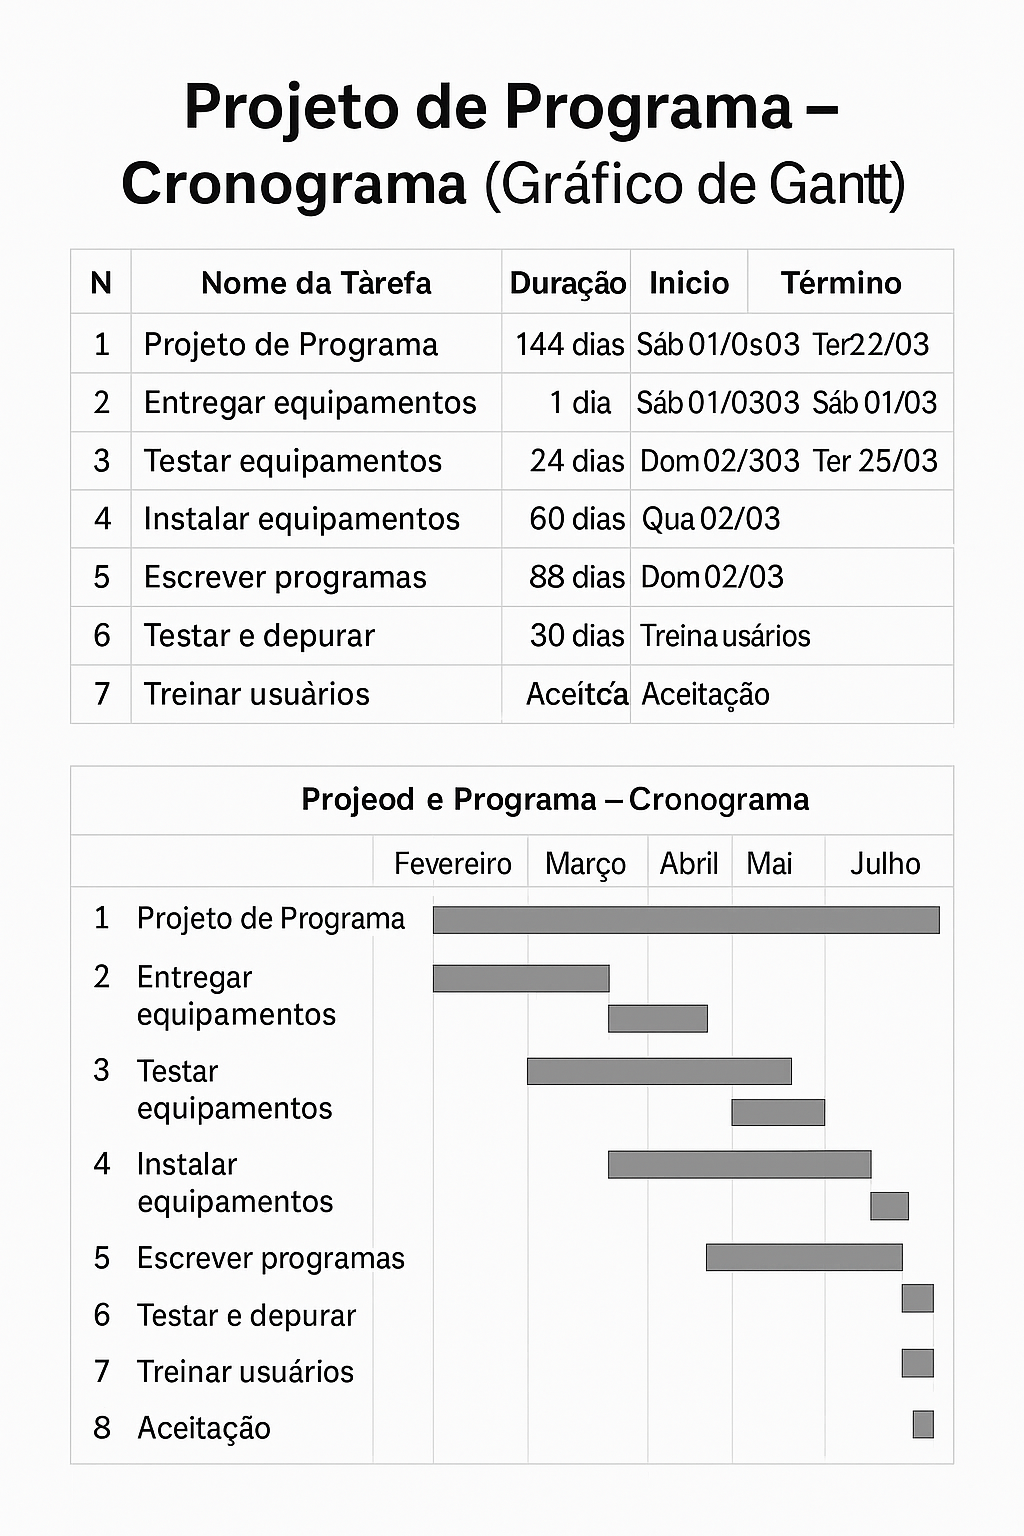 Projeto de Programa –
Cronograma (Gráfico de Gantt)
N Nome da Tàrefa Duração Inicio Término
1 Projeto de Programa 144 dias Sáb 01/0s03 Ter22/03
2 Entregar equipamentos 1 dia Sáb 01/0303 Sáb 01/03
3 Testar equipamentos 24 dias Dom 02/303 Ter 25/03
4 Instalar equipamentos 60 dias Qua 02/03
5 Escrever programas 88 dias Dom 02/03
6 Testar e depurar 30 dias Treina usários
7 Treinar usuàrios Aceítća Aceitação
Projeod e Programa – Cronograma
Fevereiro Março Abril Mai Julho
1 Projeto de Programa
2 Entregar
equipamentos
3 Testar
equipamentos
4 Instalar
equipamentos
5 Escrever programas
6 Testar e depurar
7 Treinar usuários
8 Aceitação